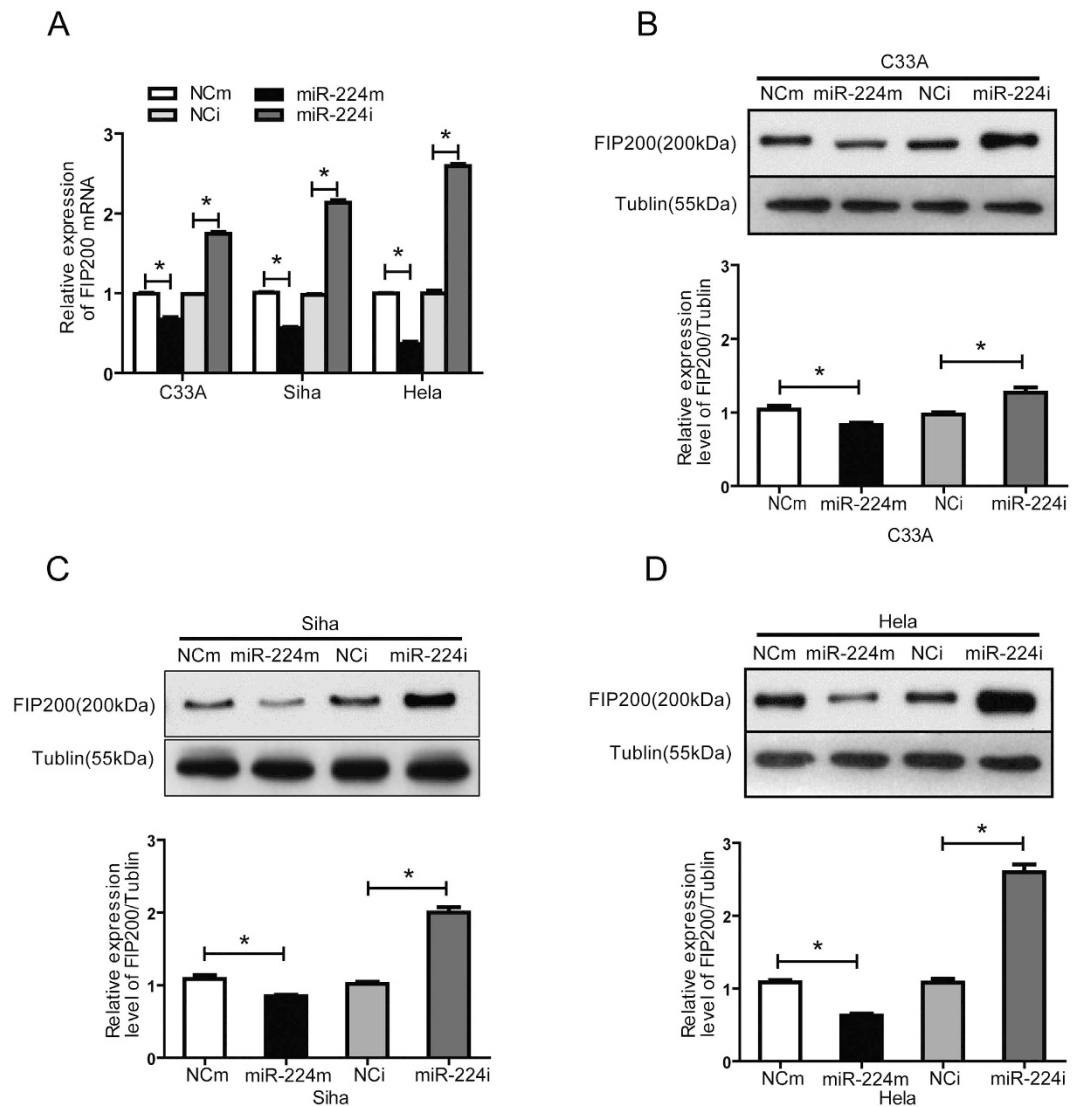 A
NCm miR-224m
NCi miR-224i
Relative expression
of FIP200 mRNA
3
2
1
0
* * * * * *
C33A Siha Hela
B
C33A
NCm miR-224m NCi miR-224i
FIP200(200kDa)
Tublin(55kDa)
Relative expression
level of FIP200/Tublin
3
2
1
0
* *
NCm miR-224m NCi miR-224i
C33A
C
Siha
NCm miR-224m NCi miR-224i
FIP200(200kDa)
Tublin(55kDa)
Relative expression
level of FIP200/Tublin
3
2
1
0
* *
NCm miR-224m NCi miR-224i
Siha
D
Hela
NCm miR-224m NCi miR-224i
FIP200(200kDa)
Tublin(55kDa)
Relative expression
level of FIP200/Tublin
3
2
1
0
* *
NCm miR-224m NCi miR-224i
Hela